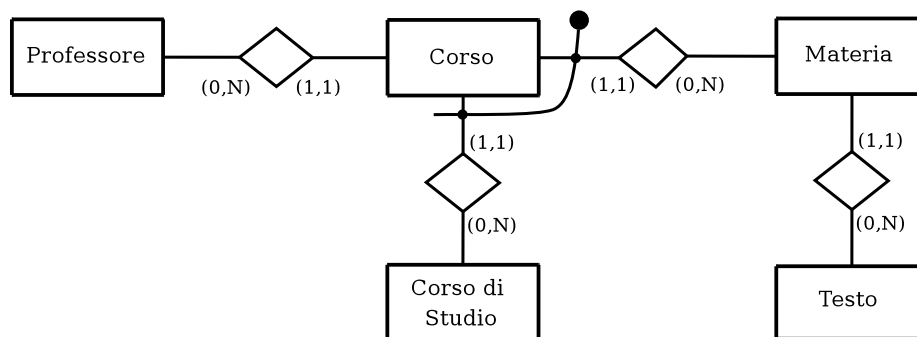 Professore
Corso
Materia
(0,N)
(1,1)
(1,1)
(0,N)
(1,1)
(1,1)
(0,N)
(0,N)
Corso di
Studio
Testo